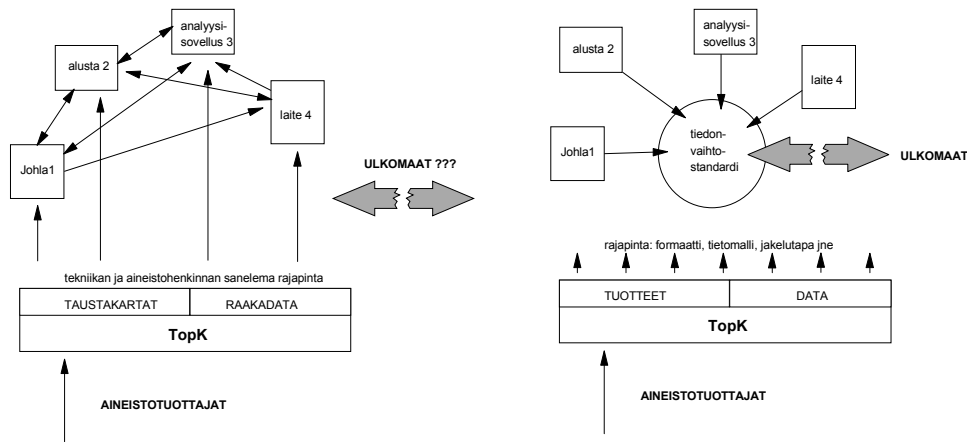 analyysi-
sovellus 3
alusta 2
laite 4
Johla1
ULKOMAAT ???
tekniikan ja aineistohenkinnan sanelema rajapinta
TAUSTAKARTAT
RAAKADATA
TopK
AINEISTOTUOTTAJAT
analyysi-
sovellus 3
alusta 2
laite 4
Johla1
tiedon-
vaihto-
standardi
ULKOMAAT
rajapinta: formaatti, tietomalli, jakelutapa jne
TUOTTEET
DATA
TopK
AINEISTOTUOTTAJAT